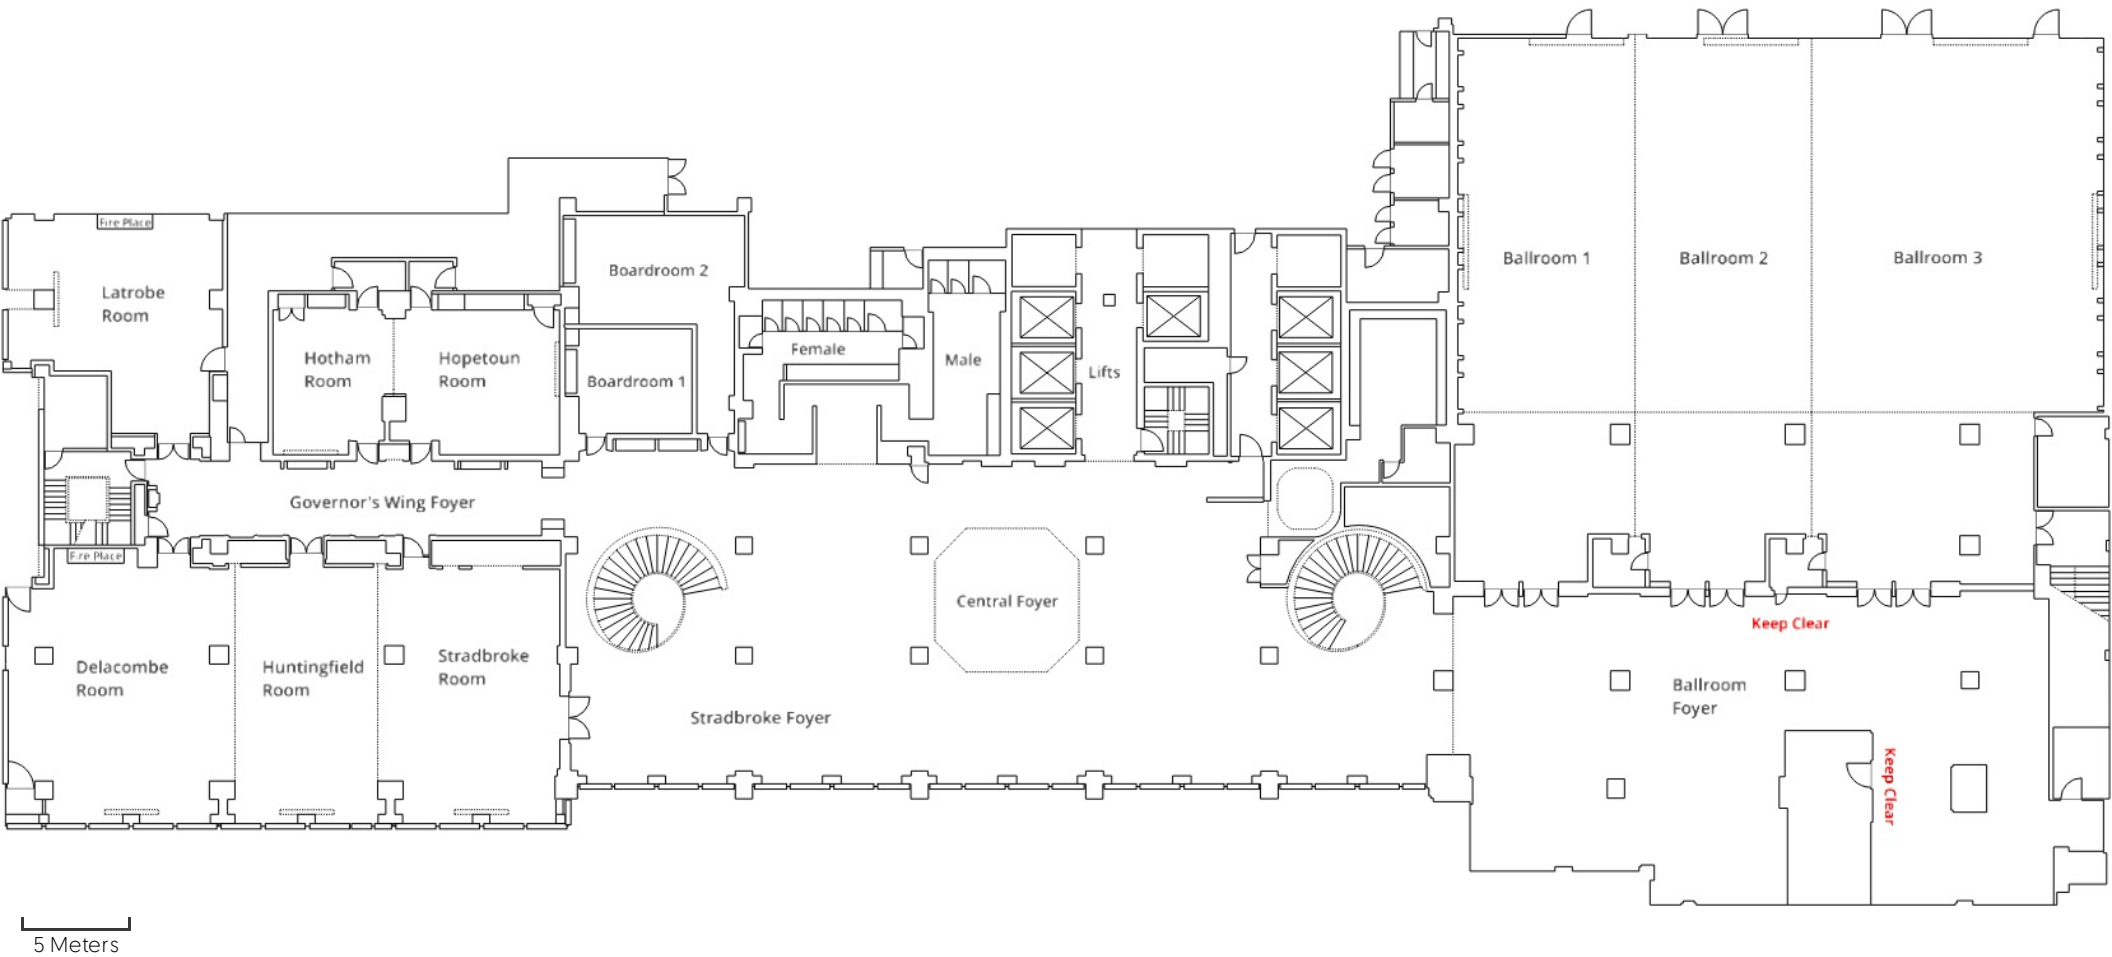 Fire Place
Latrobe
Room
Hotham
Room
Hopetoun
Room
Boardroom 2
Boardroom 1
Female
Male
Lifts
Ballroom 1
Ballroom 2
Ballroom 3
Governor's Wing Foyer
Fire Place
Delacombe
Room
Huntingfield
Room
Stradbroke
Room
Central Foyer
Stradbroke Foyer
Keep Clear
Ballroom
Foyer
Keep Clear
5 Meters